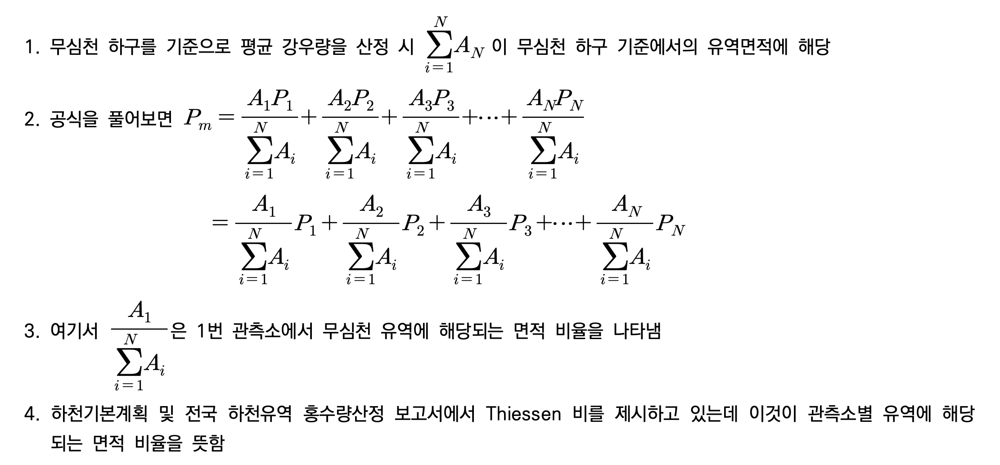 1. 무심천 하구를 기준으로 평균 강우량을 산정 시 $\sum_{i=1}^{N} A_N$ 이 무심천 하구 기준에서의 유역면적에 해당
2. 공식을 풀어보면 $P_m = \frac{A_1 P_1}{\sum_{i=1}^{N} A_i} + \frac{A_2 P_2}{\sum_{i=1}^{N} A_i} + \frac{A_3 P_3}{\sum_{i=1}^{N} A_i} + \cdots + \frac{A_N P_N}{\sum_{i=1}^{N} A_i}$
$= \frac{A_1}{\sum_{i=1}^{N} A_i} P_1 + \frac{A_2}{\sum_{i=1}^{N} A_i} P_2 + \frac{A_3}{\sum_{i=1}^{N} A_i} P_3 + \cdots + \frac{A_N}{\sum_{i=1}^{N} A_i} P_N$
3. 여기서 $\frac{A_1}{\sum_{i=1}^{N} A_i}$은 1번 관측소에서 무심천 유역에 해당되는 면적 비율을 나타냄
4. 하천기본계획 및 전국 하천유역 홍수량산정 보고서에서 Thiessen 비를 제시하고 있는데 이것이 관측소별 유역에 해당
되는 면적 비율을 뜻함